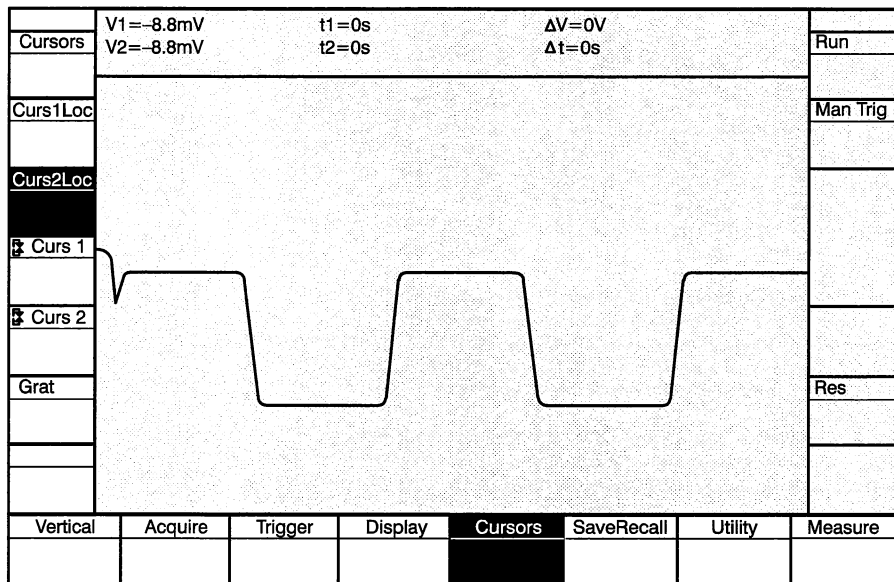 V1=–8.8mV t1=0s ΔV=0V
V2=–8.8mV t2=0s Δt=0s
Cursors
Curs1Loc
Curs2Loc
Curs 1
Curs 2
Grat
Run
Man Trig
Res
Vertical Acquire Trigger Display Cursors SaveRecall Utility Measure